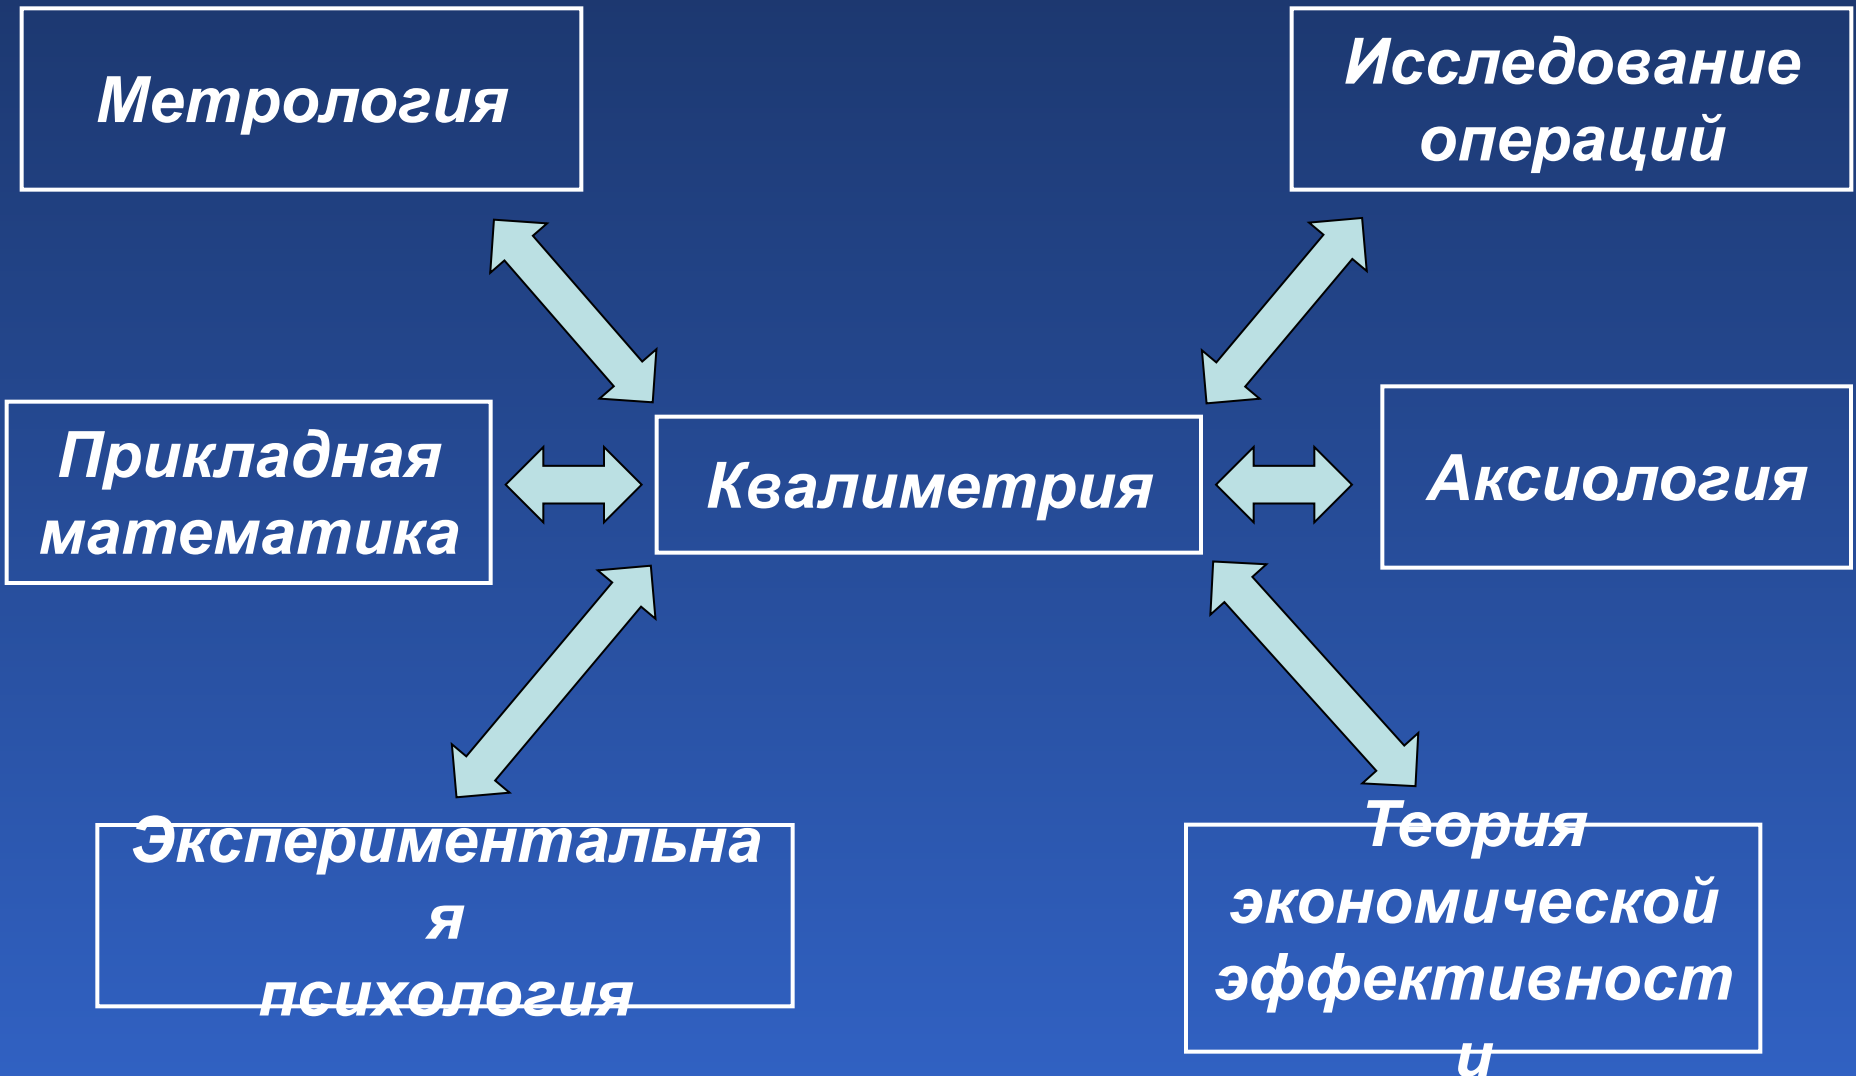 Метрология
Исследование
операций
Прикладная
математика
Квалиметрия
Аксиология
Экспериментальна
я
психология
Теория
экономической
эффективност
и